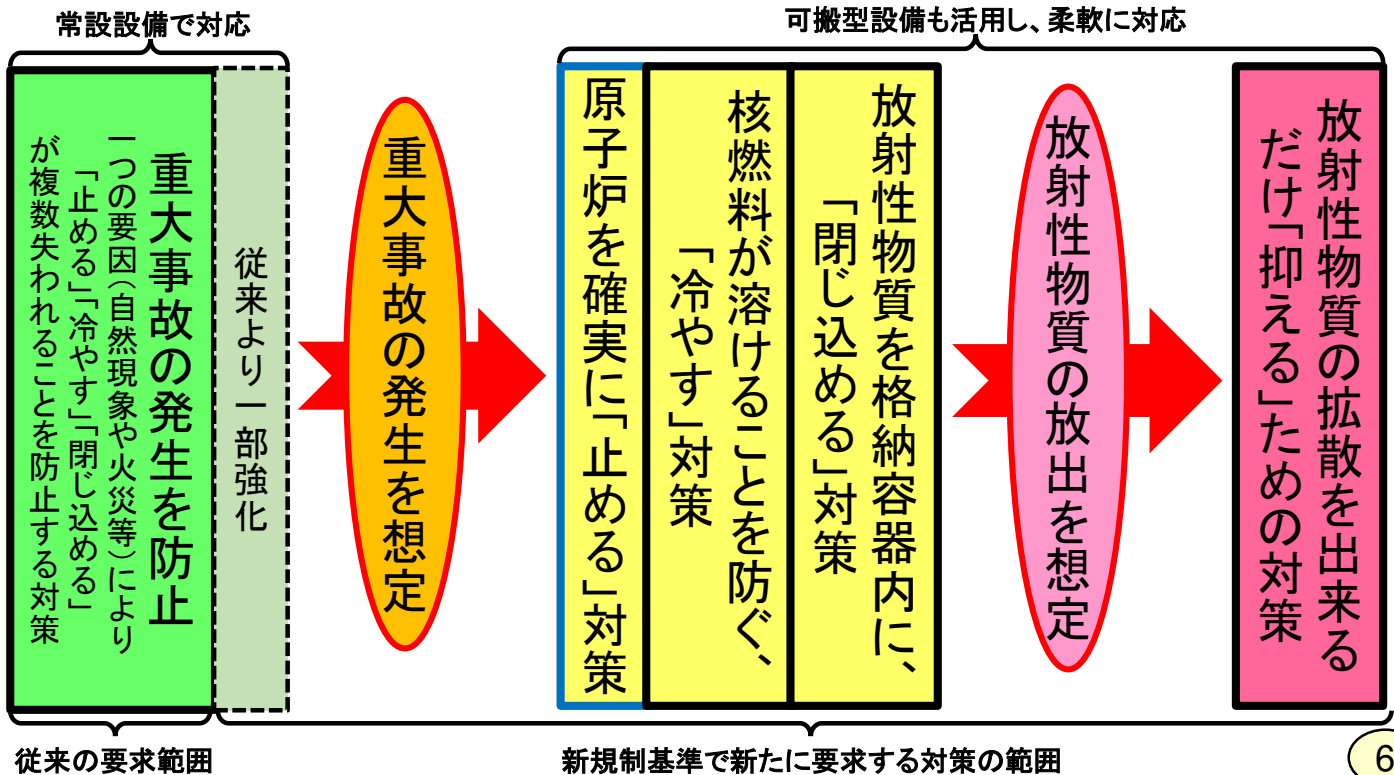 常設設備で対応
可搬型設備も活用し、柔軟に対応
重大事故の発生を防止
一つの要因(自然現象や火災等)により
「止める」「冷やす」「閉じ込める」
が複数失われることを防止する対策
従来より一部強化
重大事故の発生を想定
原子炉を確実に「止める」対策
核燃料が溶けることを防ぐ、
「冷やす」対策
放射性物質を格納容器内に、
「閉じ込める」対策
放射性物質の放出を想定
放射性物質の拡散を出来る
だけ「抑える」ための対策
従来の要求範囲
新規制基準で新たに要求する対策の範囲
6